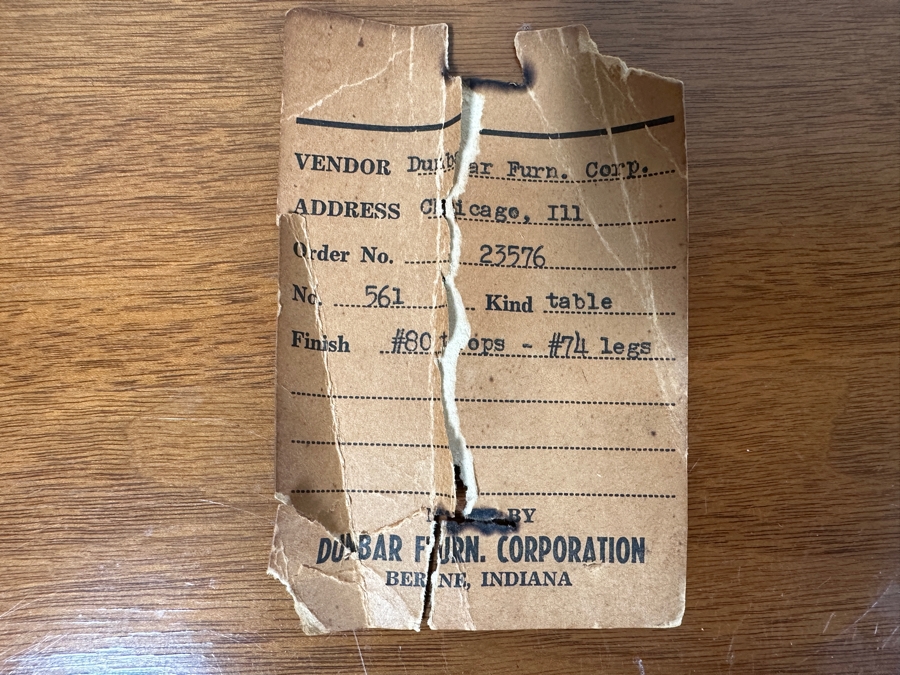 VENDOR Dunbar Furn. Corp.
ADDRESS Chicago, Ill
Order No. 23576
No. 561 Kind table
Finish #80 tops - #74 legs
BY
DUNBAR FURN. CORPORATION
BERNE, INDIANA